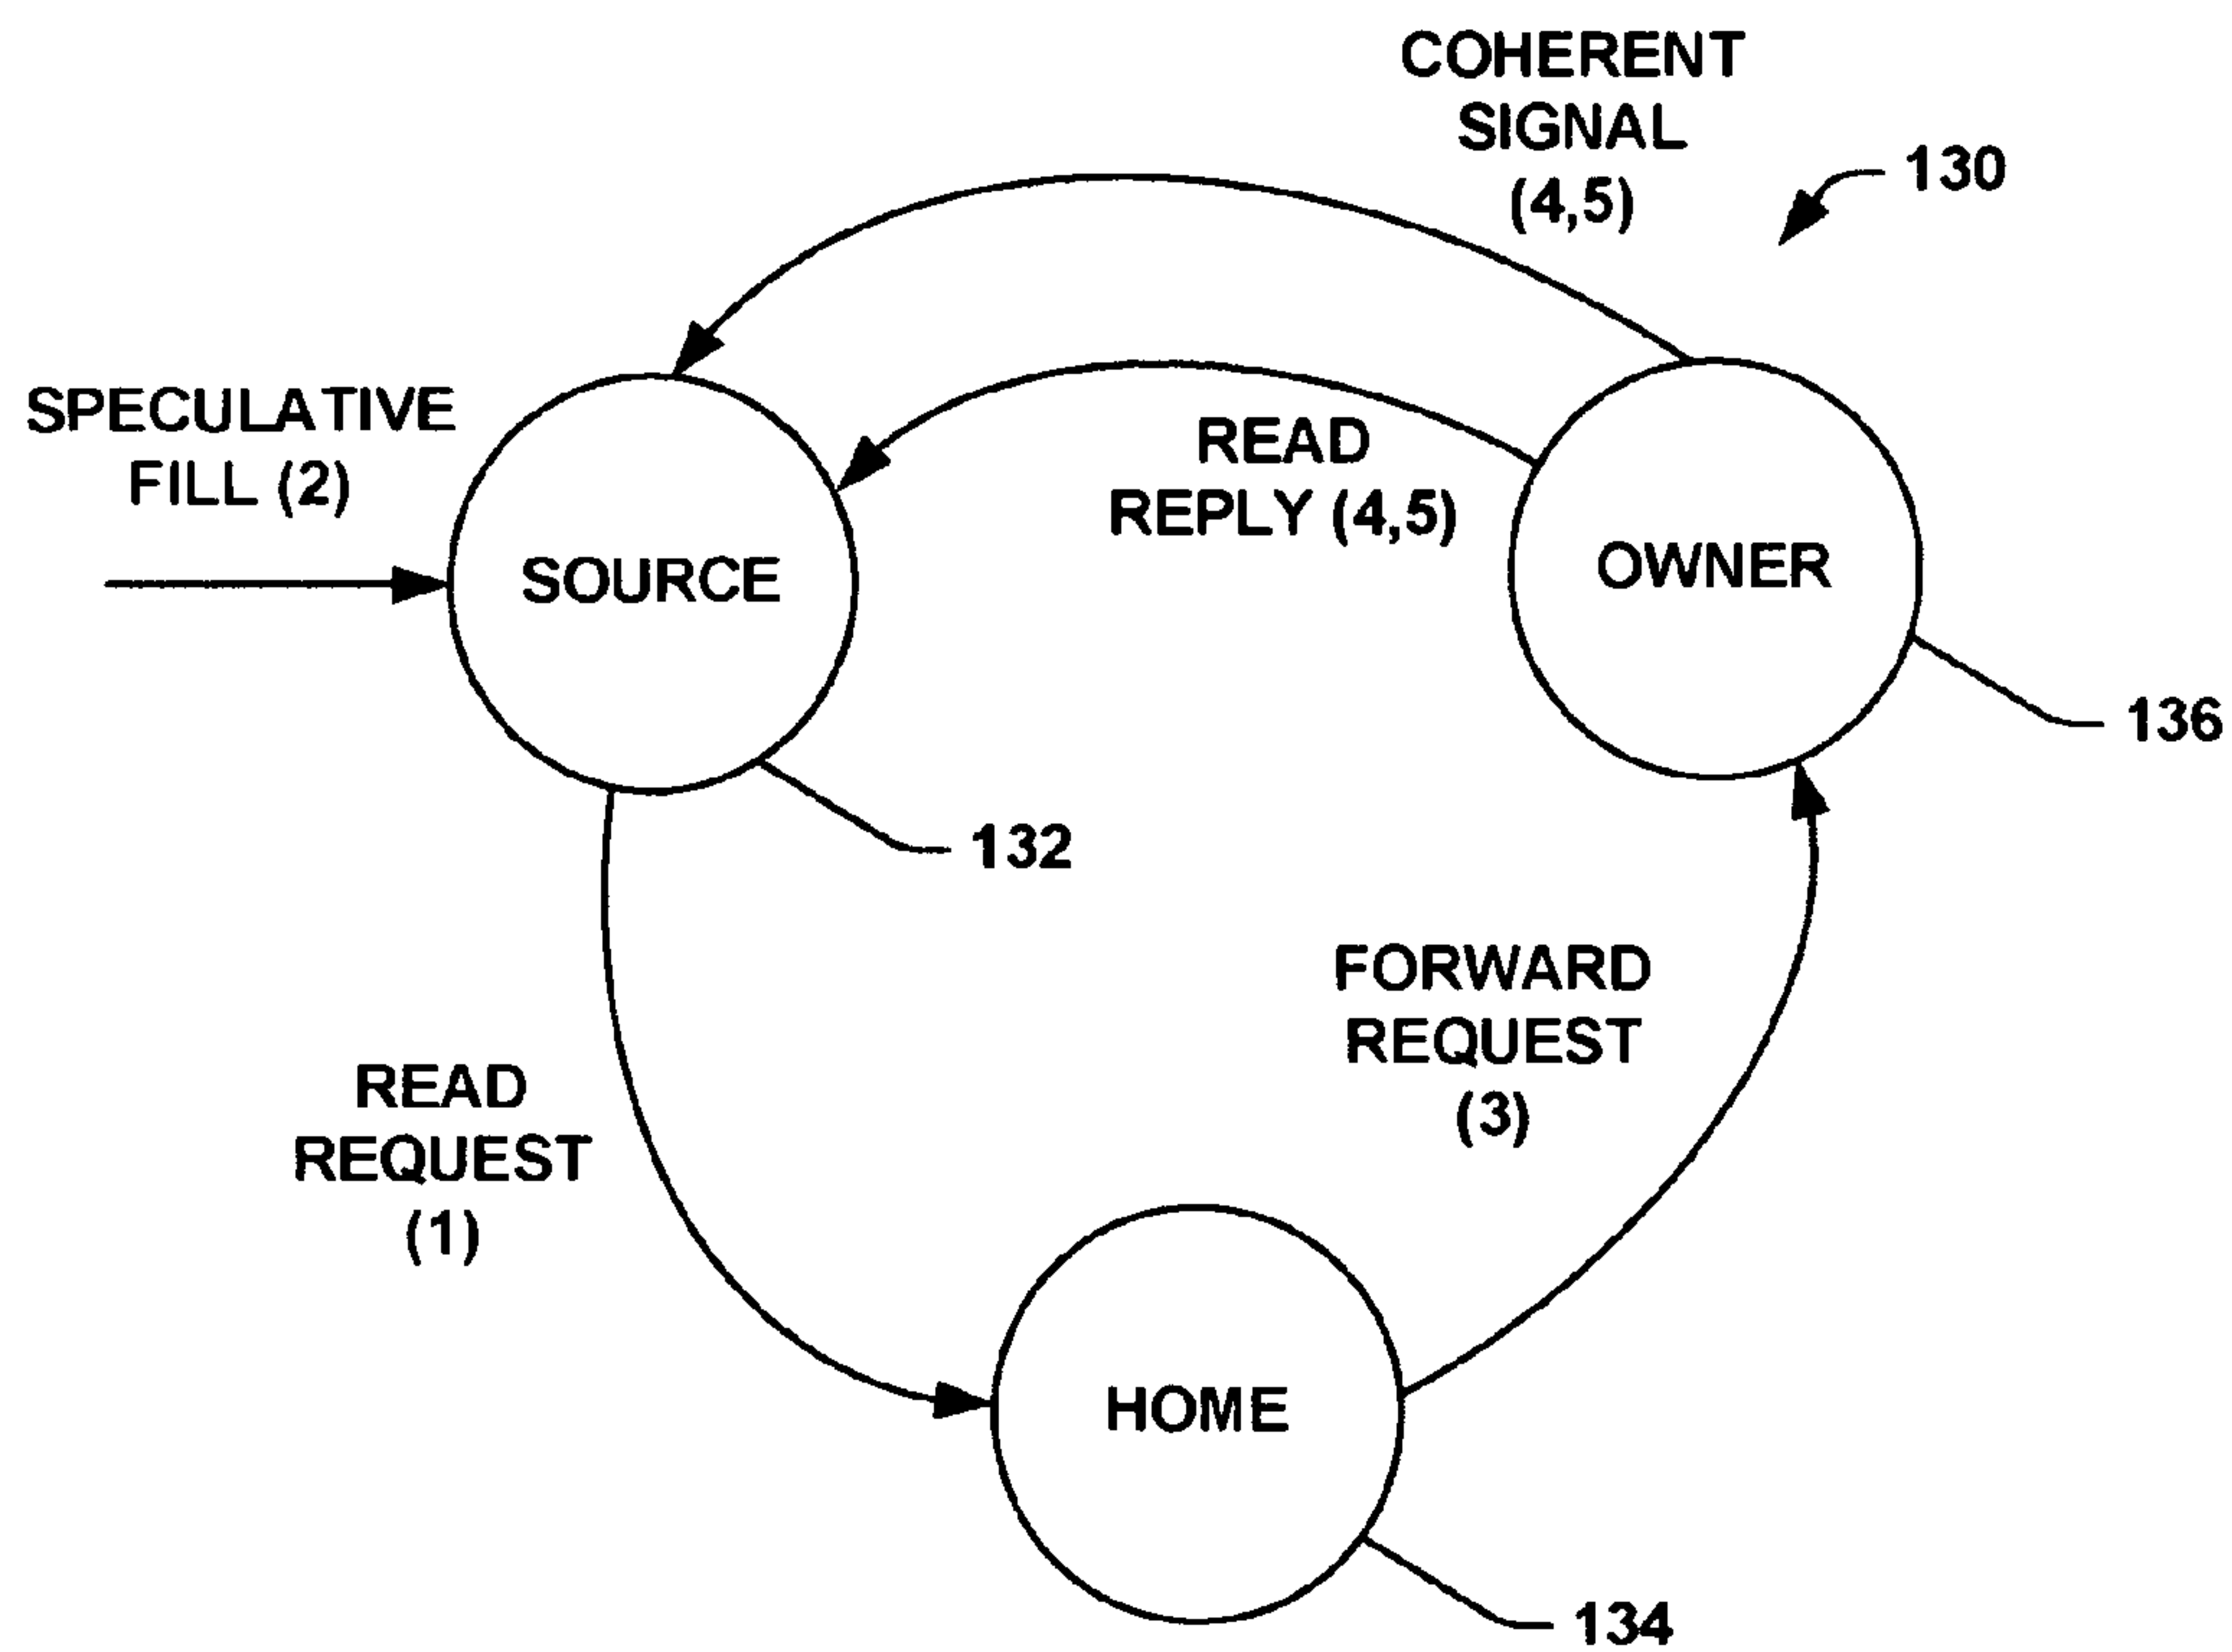 COHERENT
SIGNAL
(4,5)
130
SPECULATIVE
FILL (2)
READ
REPLY (4,5)
SOURCE
OWNER
136
132
FORWARD
REQUEST
(3)
READ
REQUEST
(1)
HOME
134